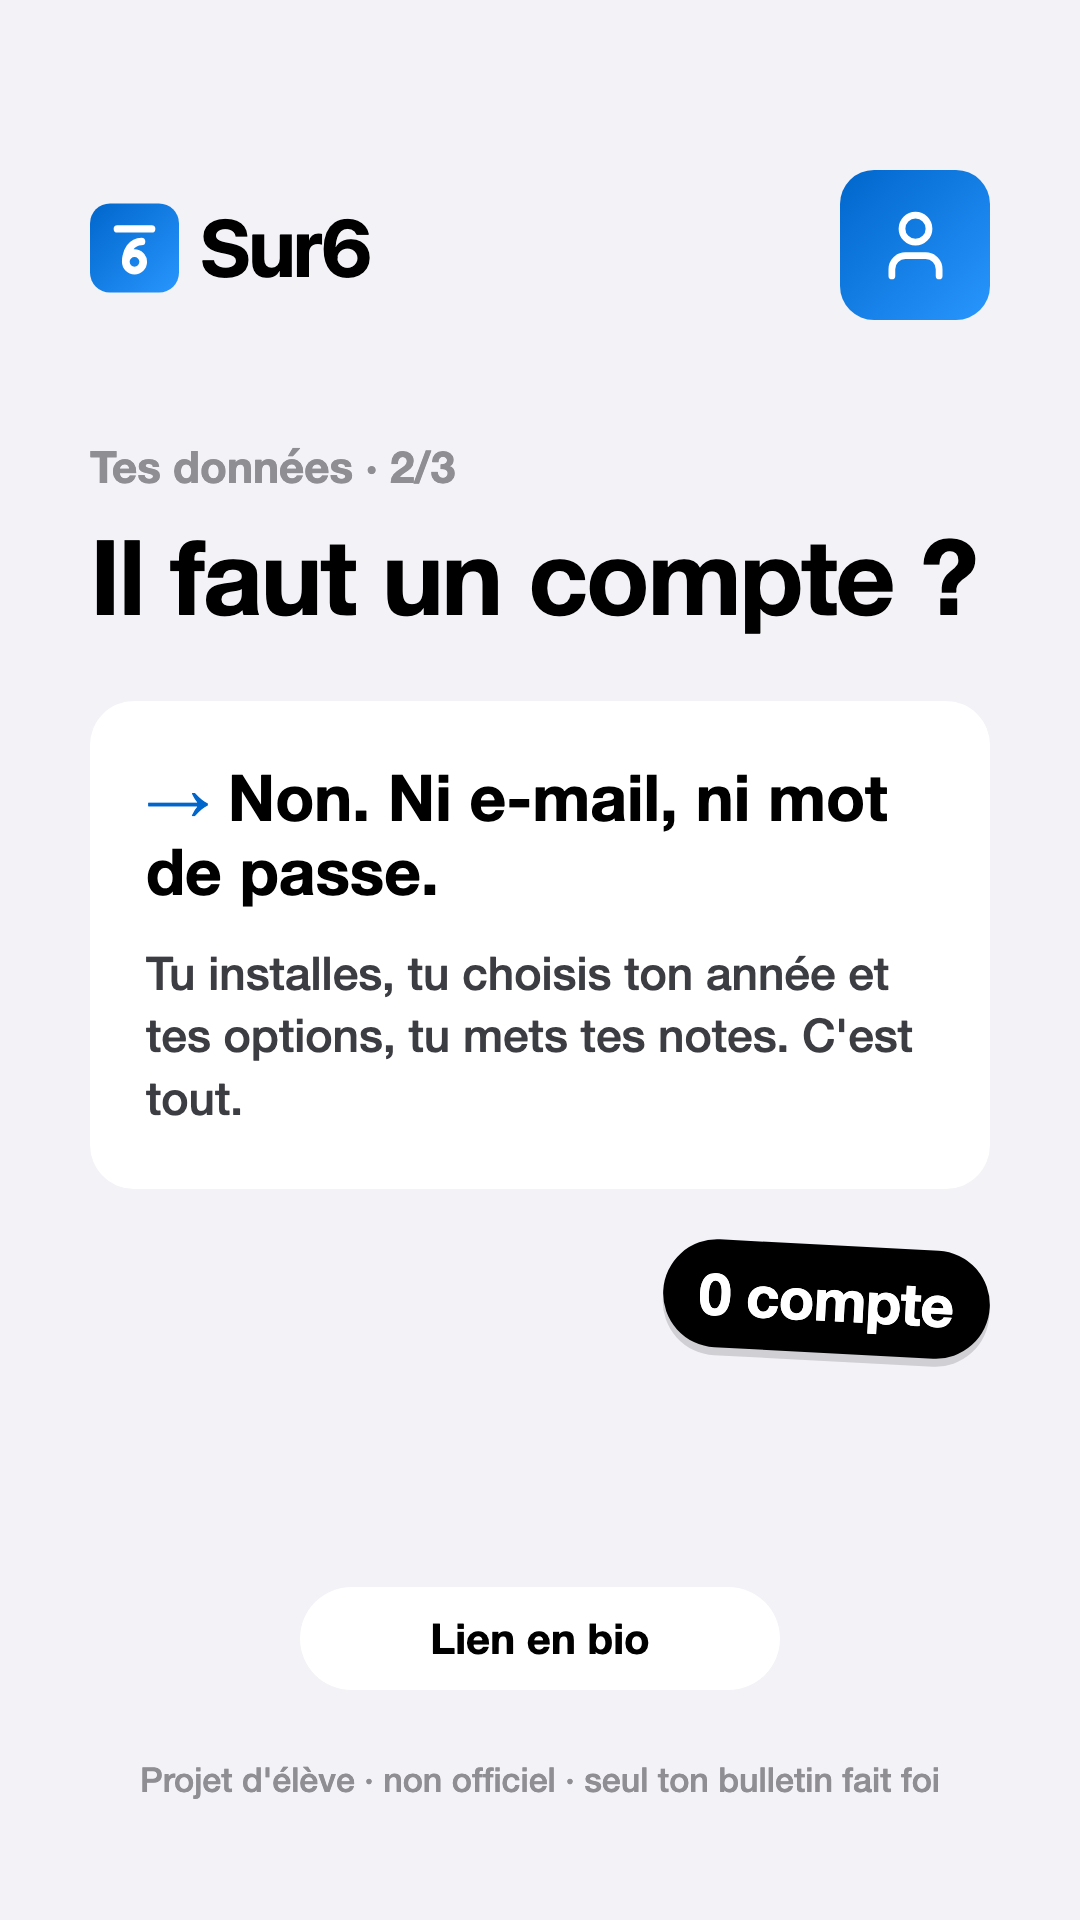 6
Sur6
Tes données · 2/3
Il faut un compte ?
→ Non. Ni e-mail, ni mot
de passe.
Tu installes, tu choisis ton année et
tes options, tu mets tes notes. C'est
tout.
0 compte
Lien en bio
Projet d'élève · non officiel · seul ton bulletin fait foi